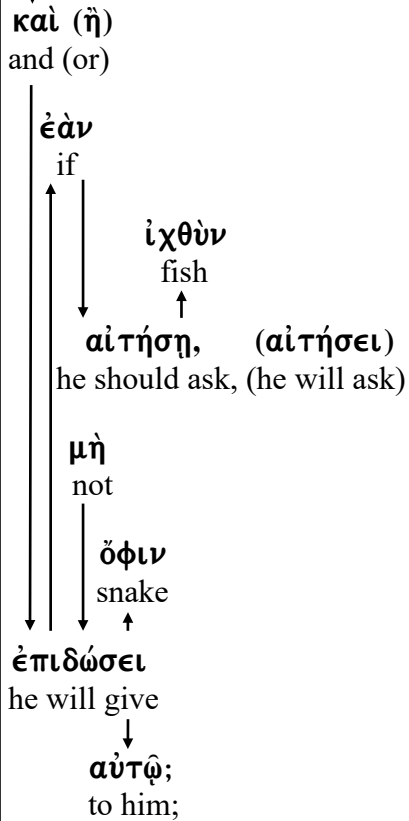 καὶ (ἢ)
and (or)
ἐὰν
if
ἰχθὺν
fish
αἰτήσῃ, (αἰτήσει)
he should ask, (he will ask)
μὴ
not
ὄφιν
snake
ἐπιδώσει
he will give
αὐτῷ;
to him;